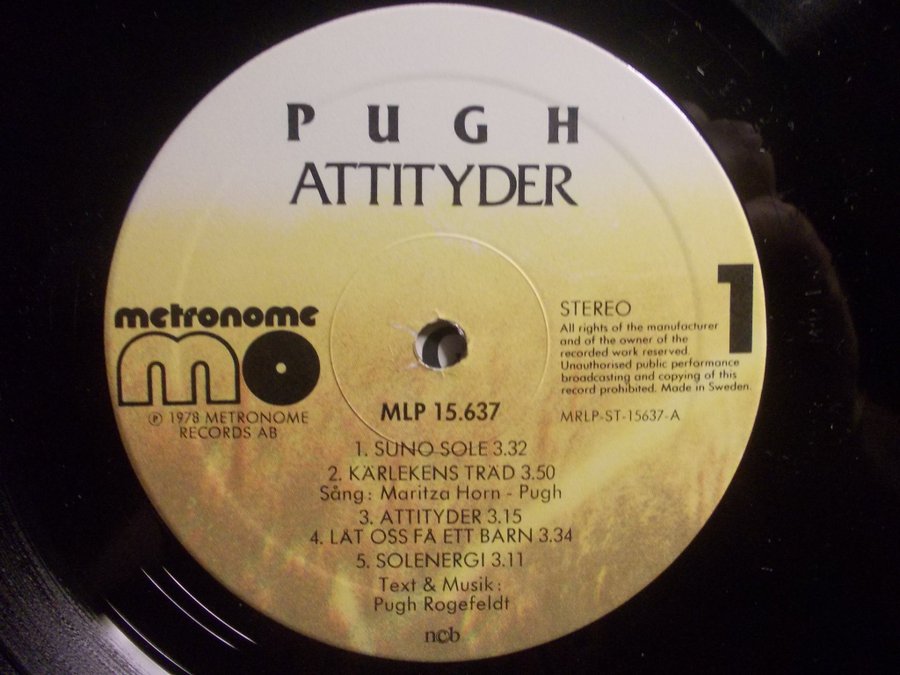 PUGH
ATTITYDER
metronome
mo
℗ 1978 METRONOME
RECORDS AB
1
STEREO
All rights of the manufacturer
and of the owner of the
recorded work reserved.
Unauthorised public performance
broadcasting and copying of this
record prohibited. Made in Sweden.
MLP 15.637
MRLP-ST-15637-A
1. SUNO SOLE 3.32
2. KÄRLEKENS TRÄD 3.50
Sång: Maritza Horn - Pugh
3. ATTITYDER 3.15
4. LÅT OSS FÅ ETT BARN 3.34
5. SOLENERGI 3.11
Text & Musik:
Pugh Rogefeldt
ncb